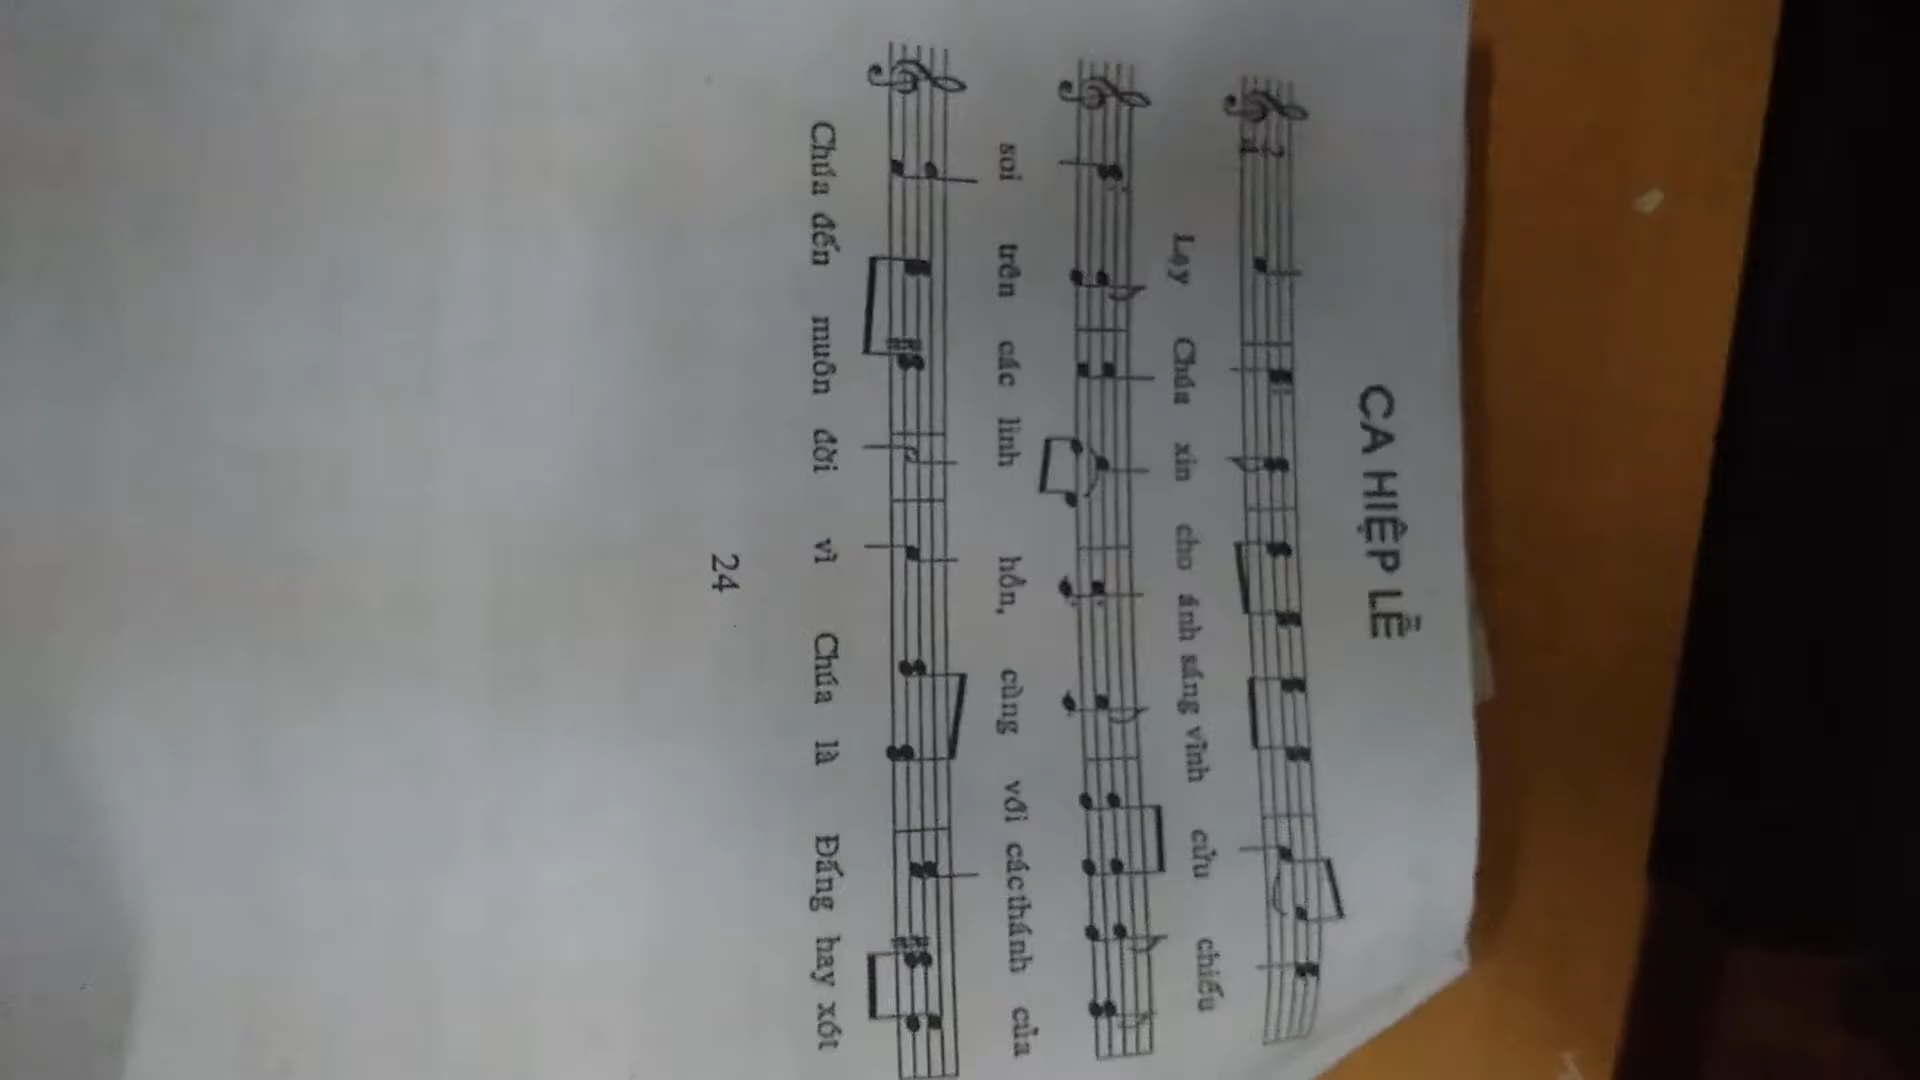 CA HIỆP LỄ
Lạy Chúa xin cho ánh sáng vĩnh cửu chiếu
soi trên các linh hồn, cùng với các thánh của
Chúa đến muôn đời vì Chúa là Đấng hay xót
24